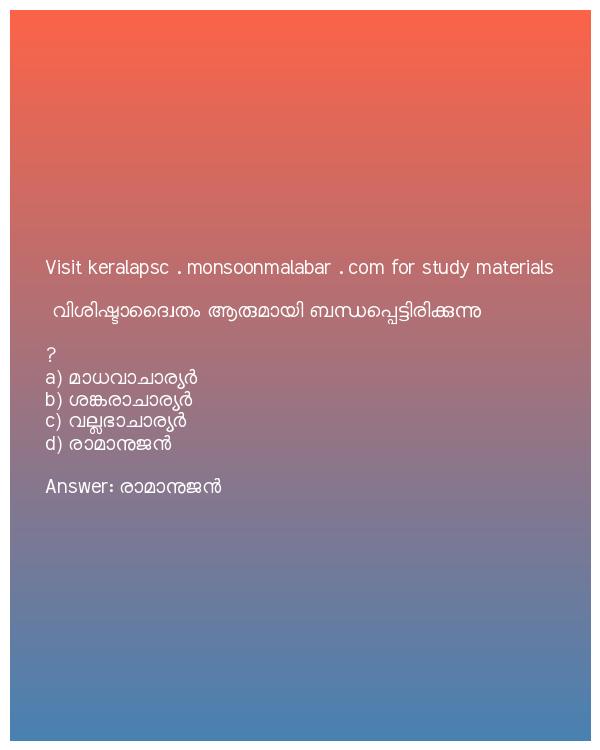 Visit keralapsc . monsoonmalabar . com for study materials
വിശിഷ്ടാദ്വൈതം ആരുമായി ബന്ധപ്പെട്ടിരിക്കുന്നു
?
a) മാധവാചാര്യർ
b) ശങ്കരാചാര്യർ
c) വല്ലഭാചാര്യർ
d) രാമാനുജൻ
Answer: രാമാനുജൻ